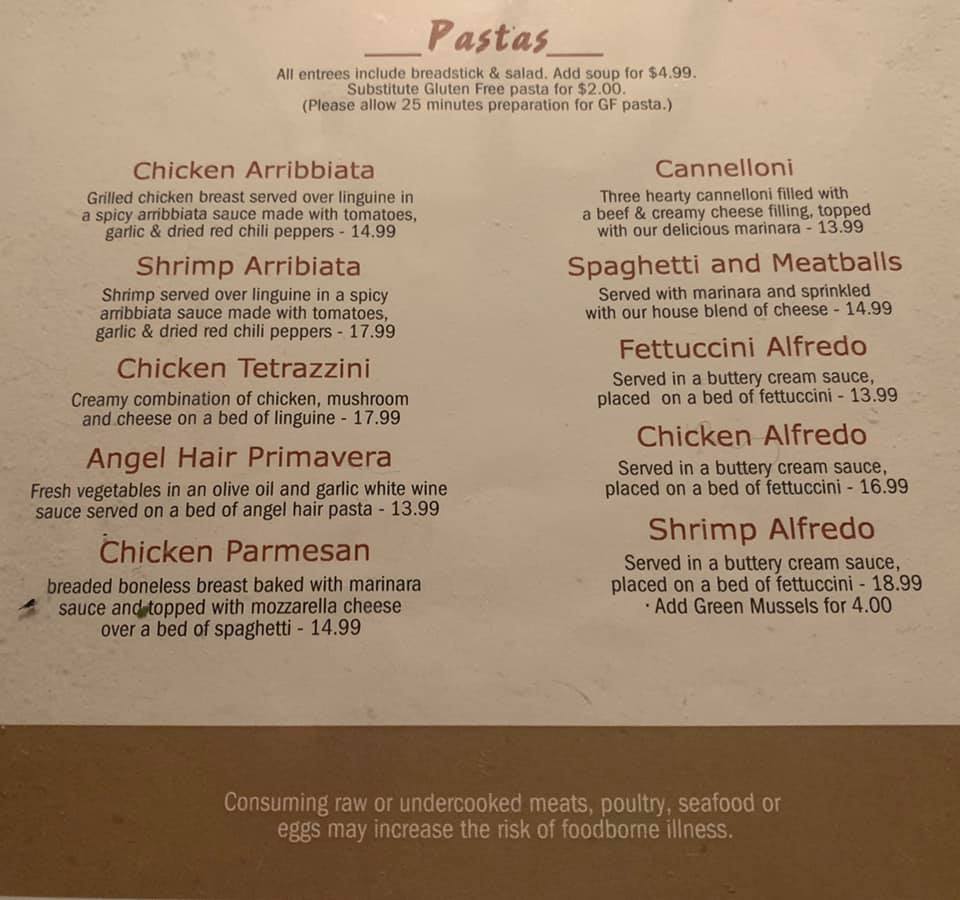 Pastas
All entrees include breadstick & salad. Add soup for $4.99.
Substitute Gluten Free pasta for $2.00.
(Please allow 25 minutes preparation for GF pasta.)
Chicken Arribbiata
Grilled chicken breast served over linguine in
a spicy arribbiata sauce made with tomatoes,
garlic & dried red chili peppers - 14.99
Shrimp Arribiata
Shrimp served over linguine in a spicy
arribbiata sauce made with tomatoes,
garlic & dried red chili peppers - 17.99
Chicken Tetrazzini
Creamy combination of chicken, mushroom
and cheese on a bed of linguine - 17.99
Angel Hair Primavera
Fresh vegetables in an olive oil and garlic white wine
sauce served on a bed of angel hair pasta - 13.99
Chicken Parmesan
breaded boneless breast baked with marinara
sauce and topped with mozzarella cheese
over a bed of spaghetti - 14.99
Cannelloni
Three hearty cannelloni filled with
a beef & creamy cheese filling, topped
with our delicious marinara - 13.99
Spaghetti and Meatballs
Served with marinara and sprinkled
with our house blend of cheese - 14.99
Fettuccini Alfredo
Served in a buttery cream sauce,
placed on a bed of fettuccini - 13.99
Chicken Alfredo
Served in a buttery cream sauce,
placed on a bed of fettuccini - 16.99
Shrimp Alfredo
Served in a buttery cream sauce,
placed on a bed of fettuccini - 18.99
· Add Green Mussels for 4.00
Consuming raw or undercooked meats, poultry, seafood or
eggs may increase the risk of foodborne illness.